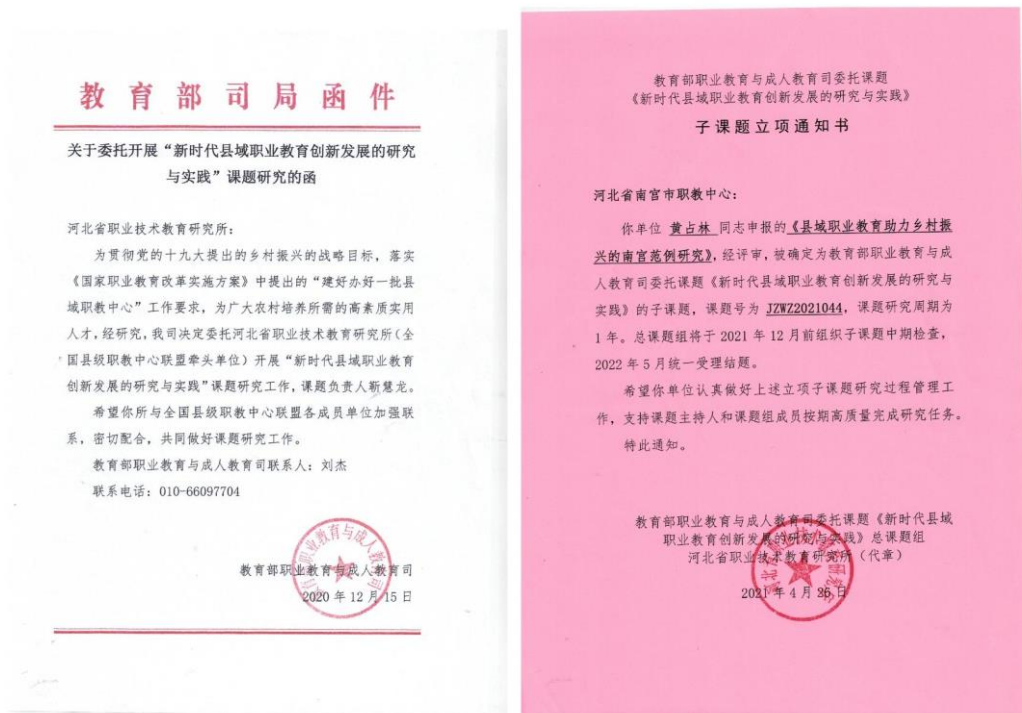 教育部司局函件
关于委托开展“新时代县域职业教育创新发展的研究
与实践”课题研究的函
河北省职业技术教育研究所：
为贯彻党的十九大提出的乡村振兴的战略目标，落实
《国家职业教育改革实施方案》中提出的“建好办好一批县
域职教中心”工作要求，为广大农村培养所需的高素质实用
人才，经研究，我司决定委托河北省职业技术教育研究所（全
国县级职教中心联盟牵头单位）开展“新时代县域职业教育
创新发展的研究与实践”课题研究工作，课题负责人靳慧龙。
希望你所与全国县级职教中心联盟各成员单位加强联
系，密切配合，共同做好课题研究工作。
教育部职业教育与成人教育司联系人：刘杰
联系电话：010-66097704
教育部职业教育与成人教育司
2020年12月15日
教育部职业教育与成人教育司委托课题
《新时代县域职业教育创新发展的研究与实践》
子课题立项通知书
河北省南宫市职教中心：
你单位 黄占林 同志申报的《县域职业教育助力乡村振
兴的南宫范例研究》，经评审，被确定为教育部职业教育与成
人教育司委托课题《新时代县域职业教育创新发展的研究与
实践》的子课题，课题号为 JZWZ2021044，课题研究周期为
1年。总课题组将于2021年12月前组织子课题中期检查，
2022年5月统一受理结题。
希望你单位认真做好上述立项子课题研究过程管理工
作，支持课题主持人和课题组成员按期高质量完成研究任务。
特此通知。
教育部职业教育与成人教育司委托课题《新时代县域
职业教育创新发展的研究与实践》总课题组
河北省职业技术教育研究所（代章）
2021年4月26日